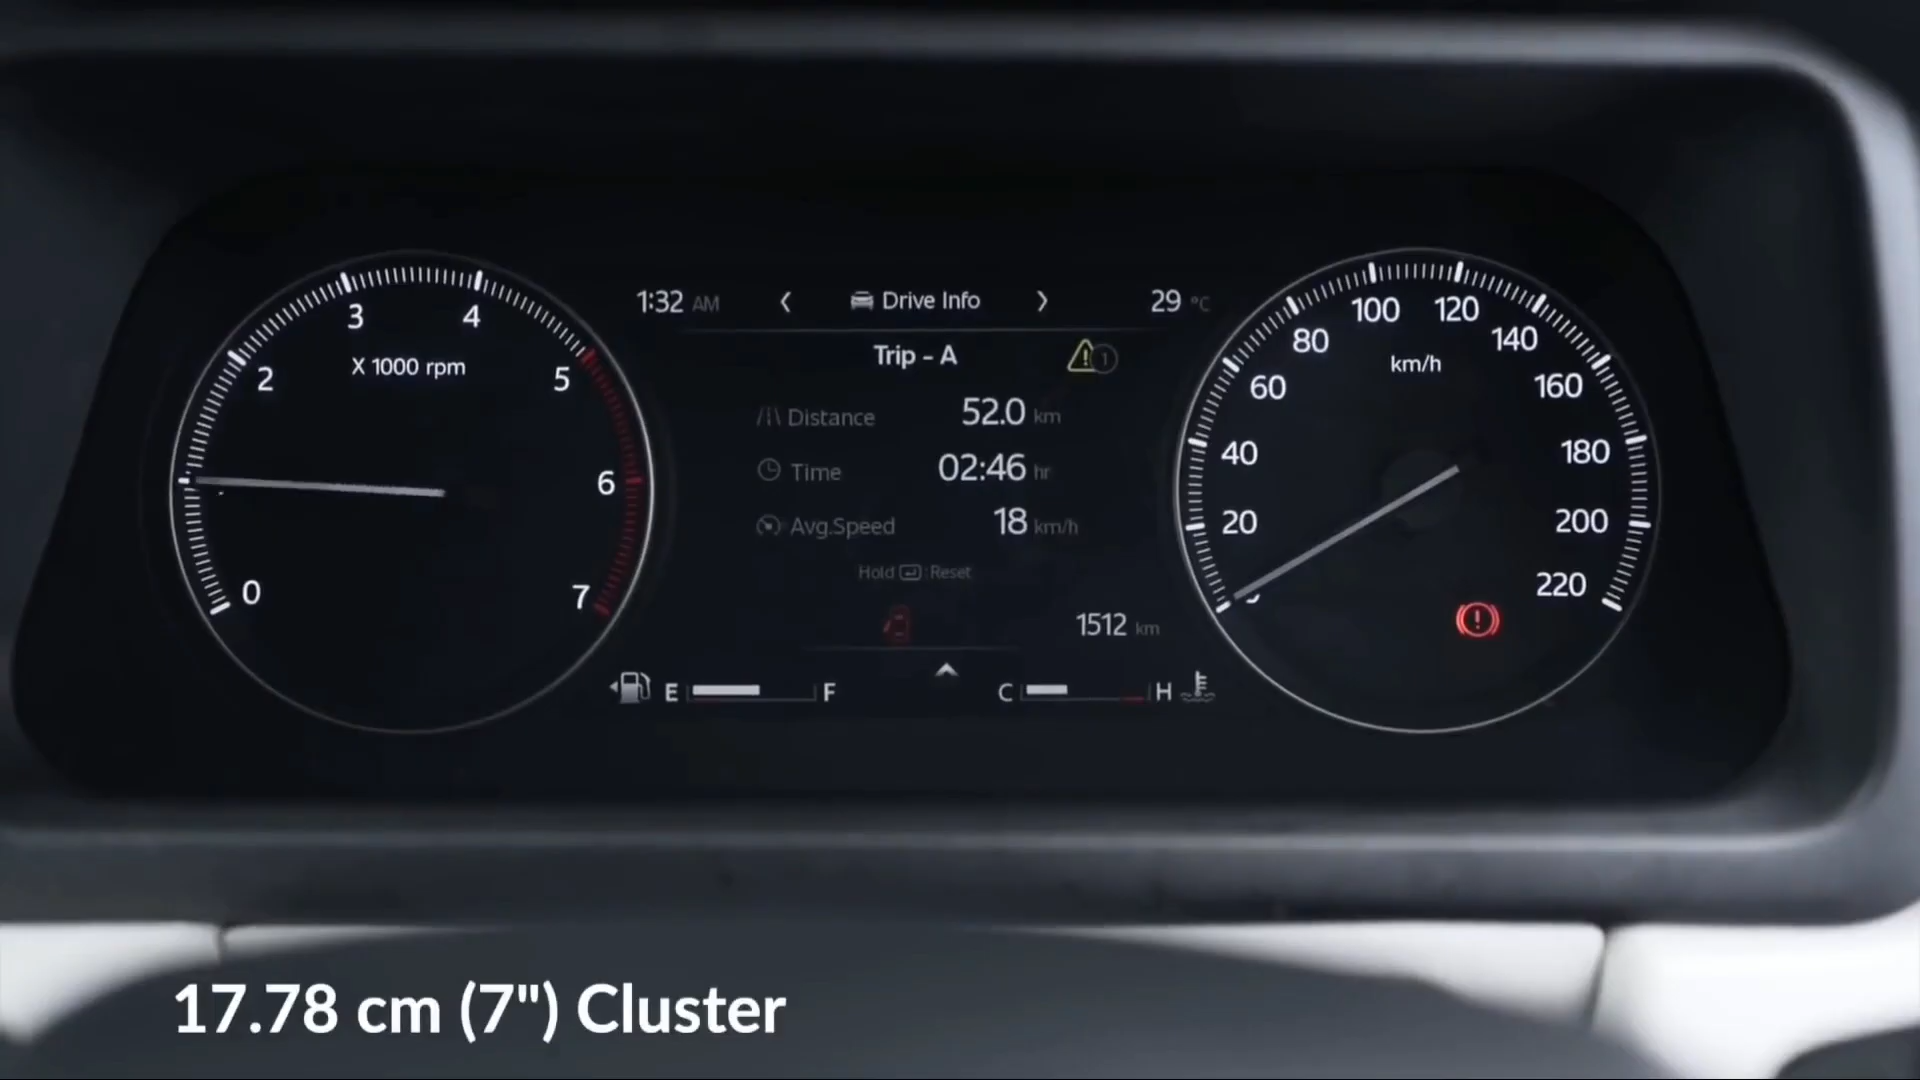 1:32 AM Drive Info 29 °C
Trip - A 1
Distance 52.0 km
Time 02:46 hr
Avg.Speed 18 km/h
Hold Reset
1512 km
E F C H
0
2
3
4
5
6
7
X 1000 rpm
20
40
60
80
100
120
140
160
180
200
220
km/h
17.78 cm (7") Cluster